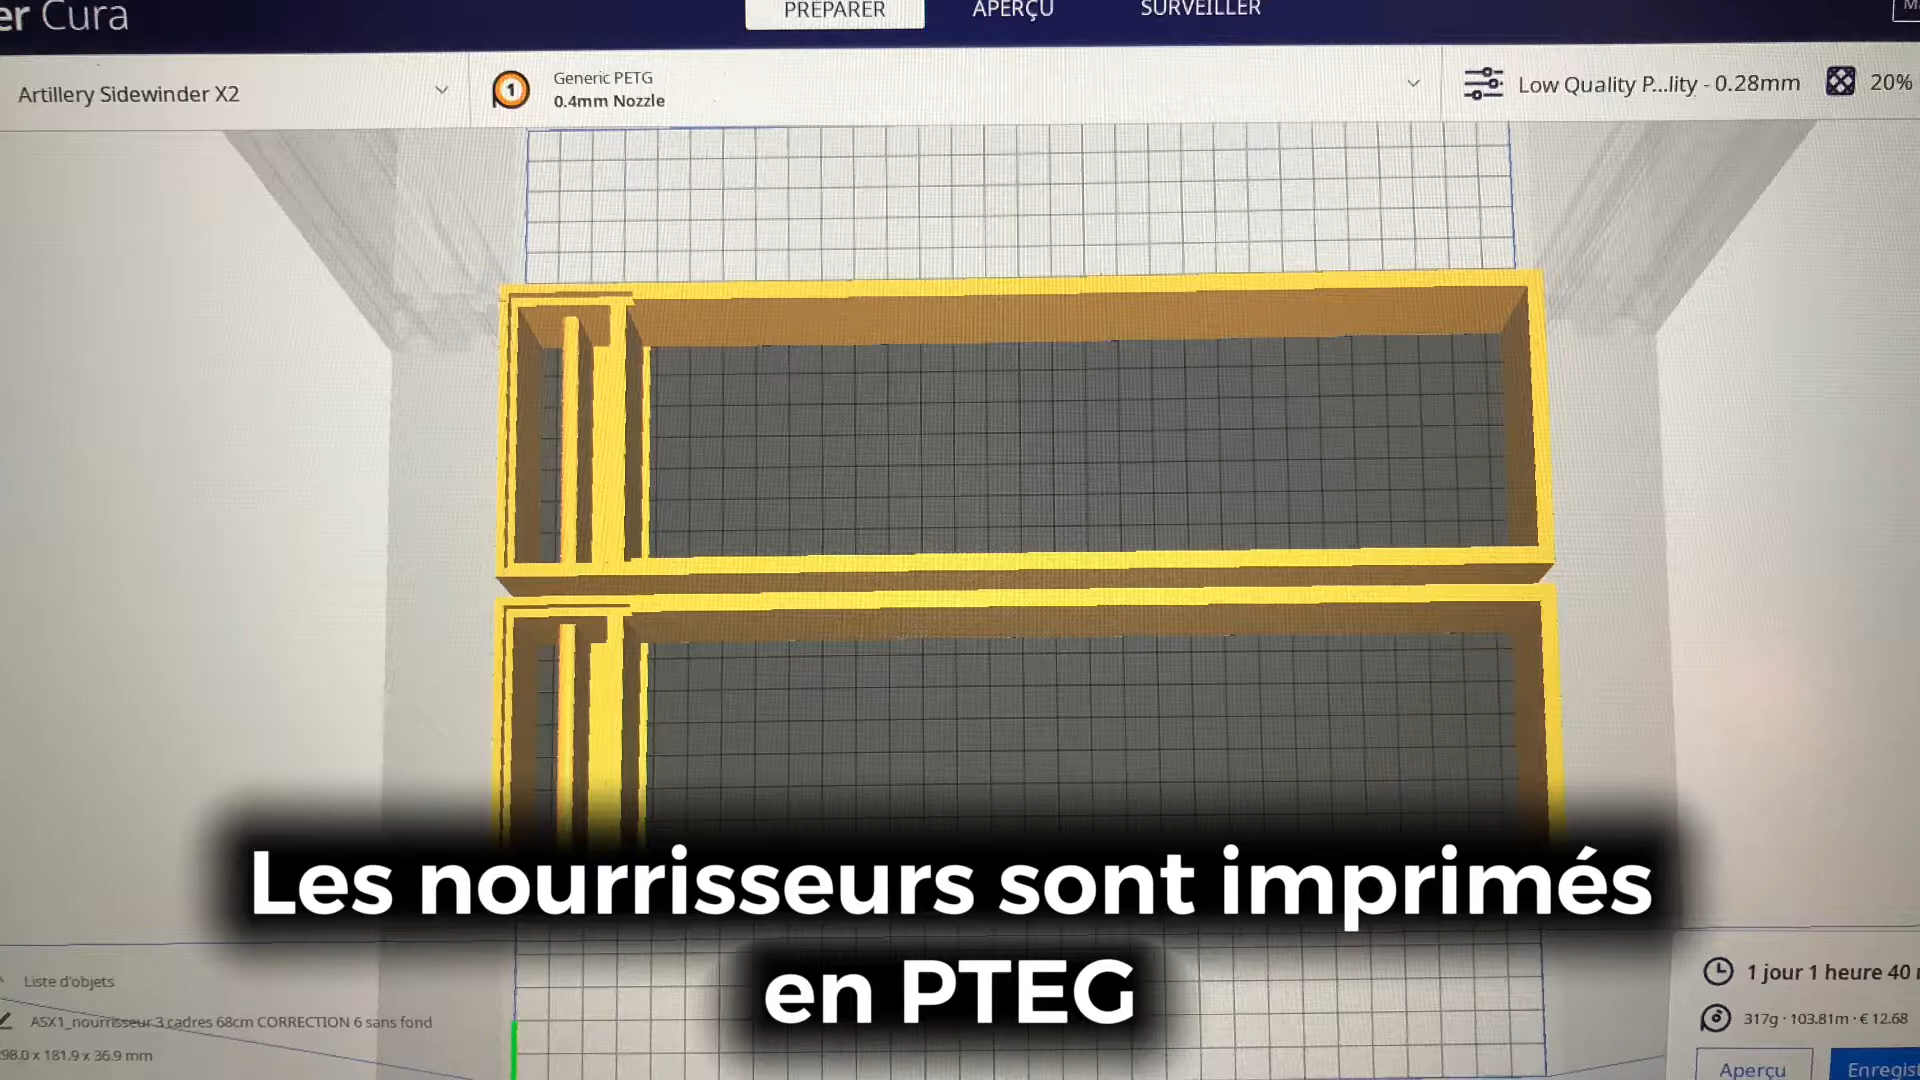 er Cura
PRÉPARER
APERÇU
SURVEILLER
Artillery Sidewinder X2
1
Generic PETG
0.4mm Nozzle
Low Quality P...lity - 0.28mm
20%
Les nourrisseurs sont imprimés
en PTEG
Liste d'objets
ASX1_nourrisseur 3 cadres 68cm CORRECTION 6 sans fond
98.0 x 181.9 x 36.9 mm
1 jour 1 heure 40
317g · 103.81m · € 12.68
Aperçu
Enregist